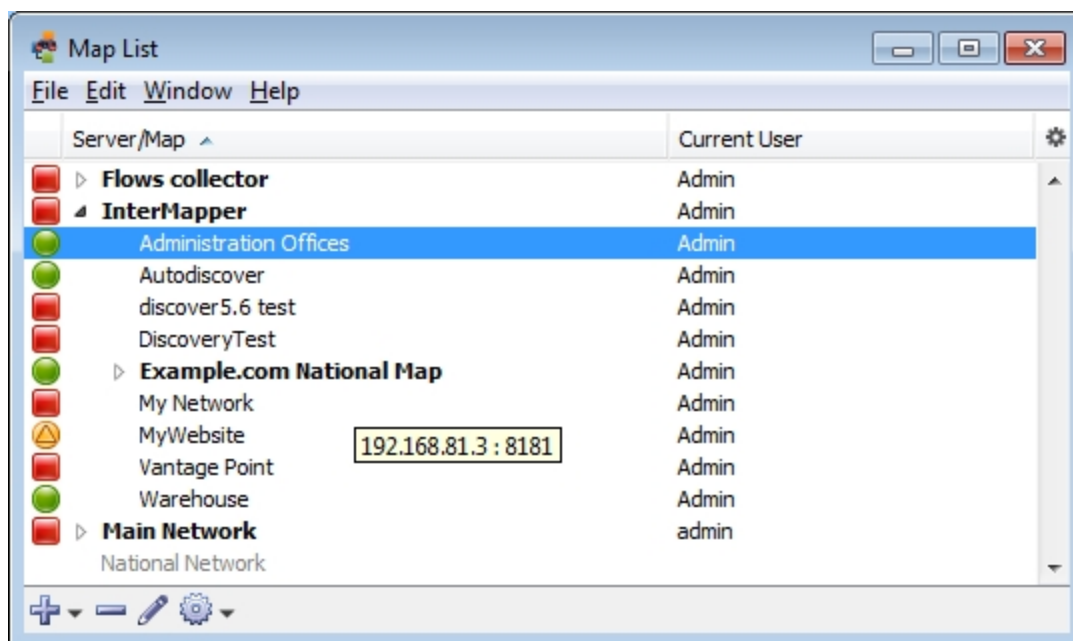 Map List
File Edit Window Help
Server/Map Current User
Flows collector Admin
InterMapper Admin
Administration Offices Admin
Autodiscover Admin
discover5.6 test Admin
DiscoveryTest Admin
Example.com National Map Admin
My Network Admin
MyWebsite Admin
192.168.81.3 : 8181
Vantage Point Admin
Warehouse Admin
Main Network admin
National Network